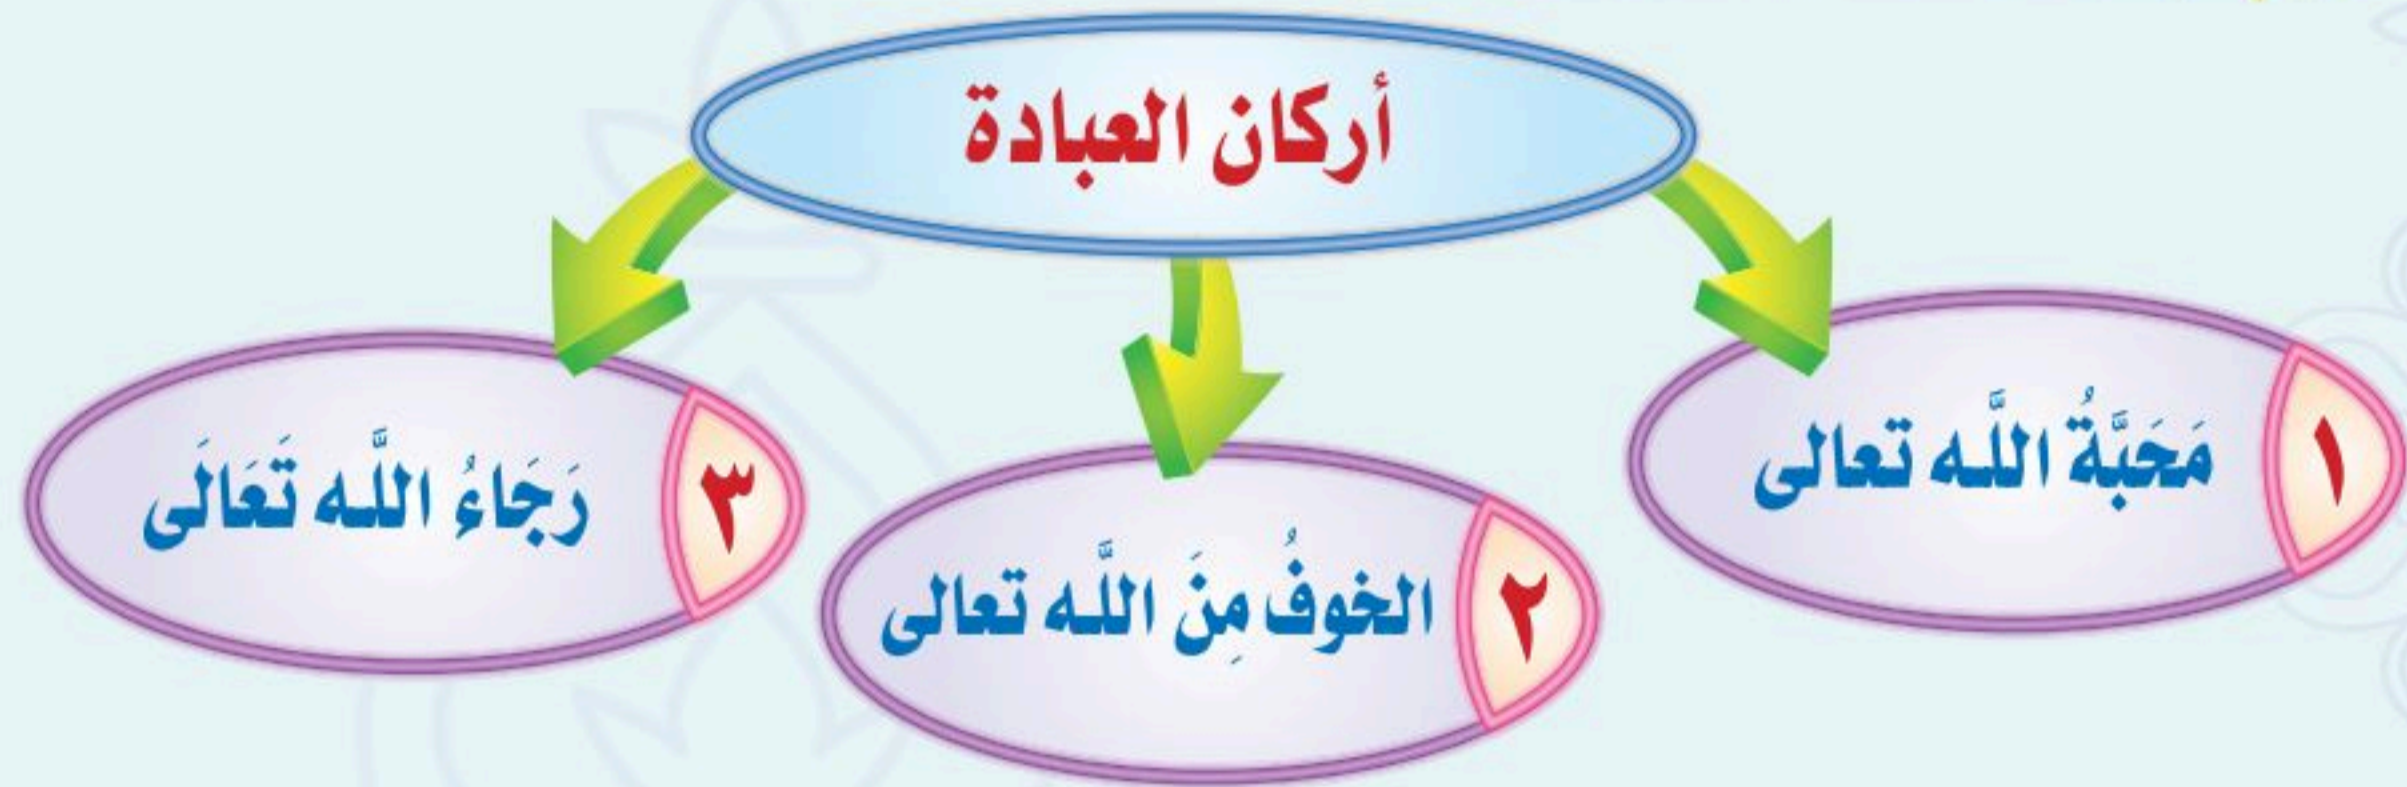 أركان العبادة
١
مَحَبَّةُ اللَّه تعالى
٢
الخوفُ مِنَ اللَّه تعالى
٣
رَجَاءُ اللَّه تَعَالَى